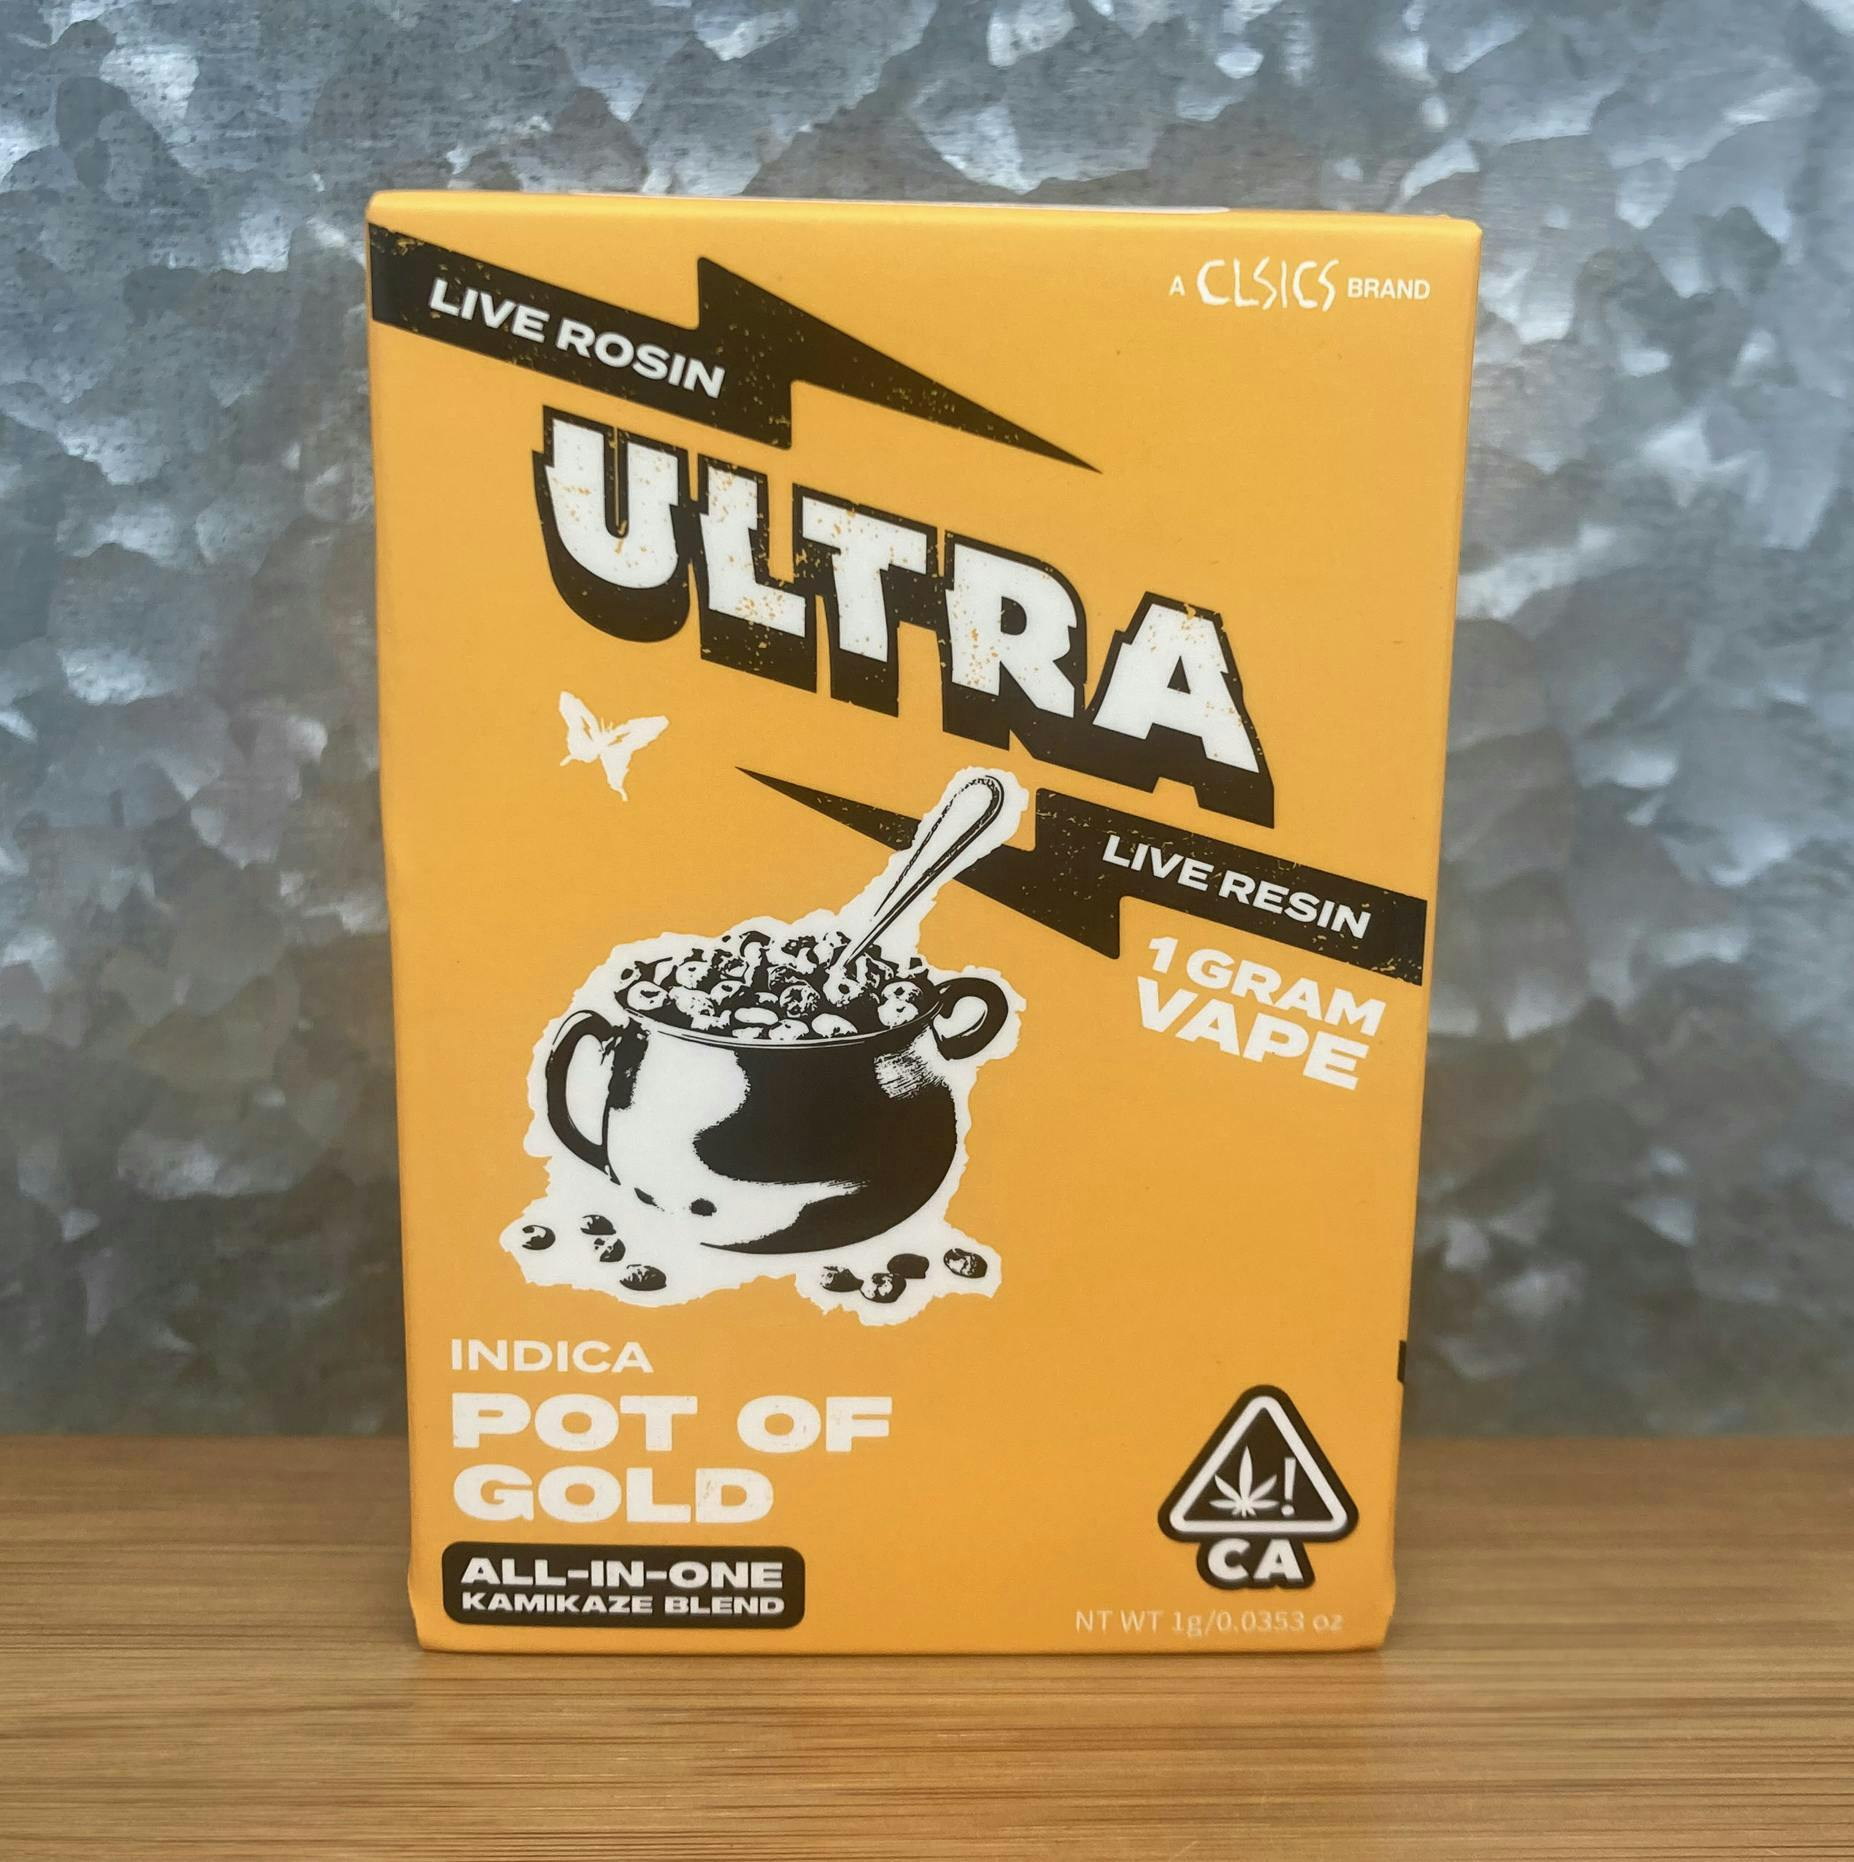 A CLSICS BRAND
LIVE ROSIN
ULTRA
LIVE RESIN
1 GRAM
VAPE
INDICA
POT OF
GOLD
ALL-IN-ONE
KAMIKAZE BLEND
!
CA
NT WT 1g/0.0353 oz